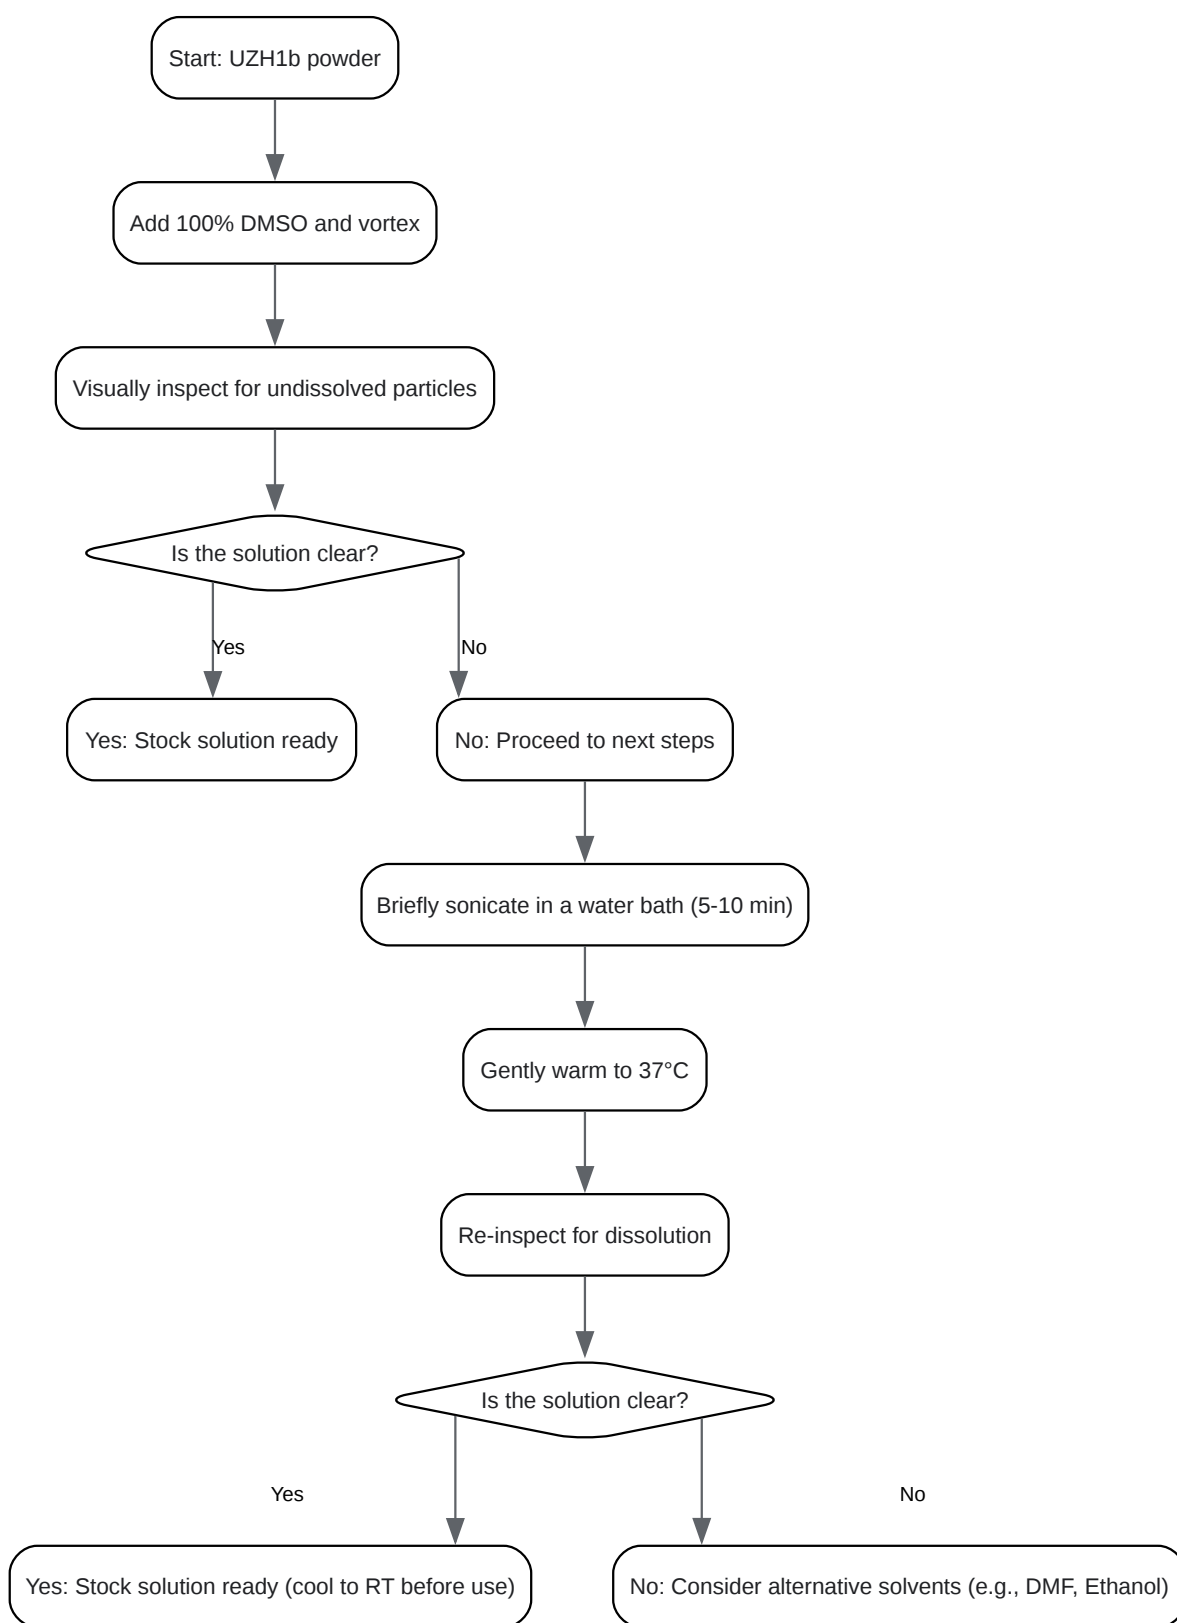 Start: UZH1b powder
Add 100% DMSO and vortex
Visually inspect for undissolved particles
Is the solution clear?
Yes
No
Yes: Stock solution ready
No: Proceed to next steps
Briefly sonicate in a water bath (5-10 min)
Gently warm to 37°C
Re-inspect for dissolution
Is the solution clear?
Yes
No
Yes: Stock solution ready (cool to RT before use)
No: Consider alternative solvents (e.g., DMF, Ethanol)